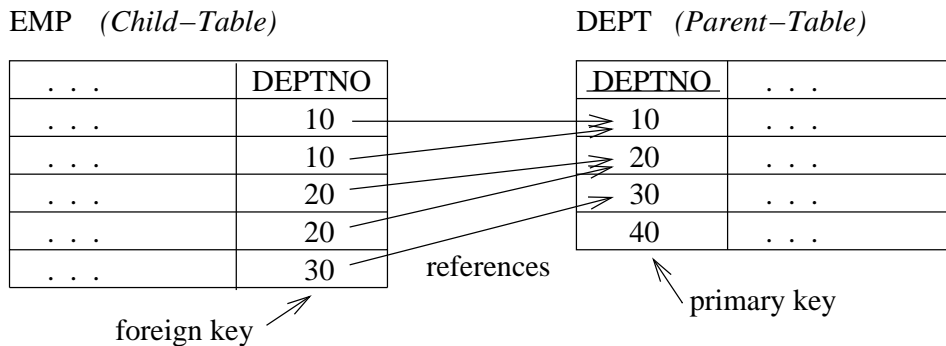 EMP (Child-Table) DEPT (Parent-Table)
. . . DEPTNO DEPTNO . . .
. . . 10 10 . . .
. . . 10 20 . . .
. . . 20 30 . . .
. . . 20 40 . . .
. . . 30
references
primary key
foreign key